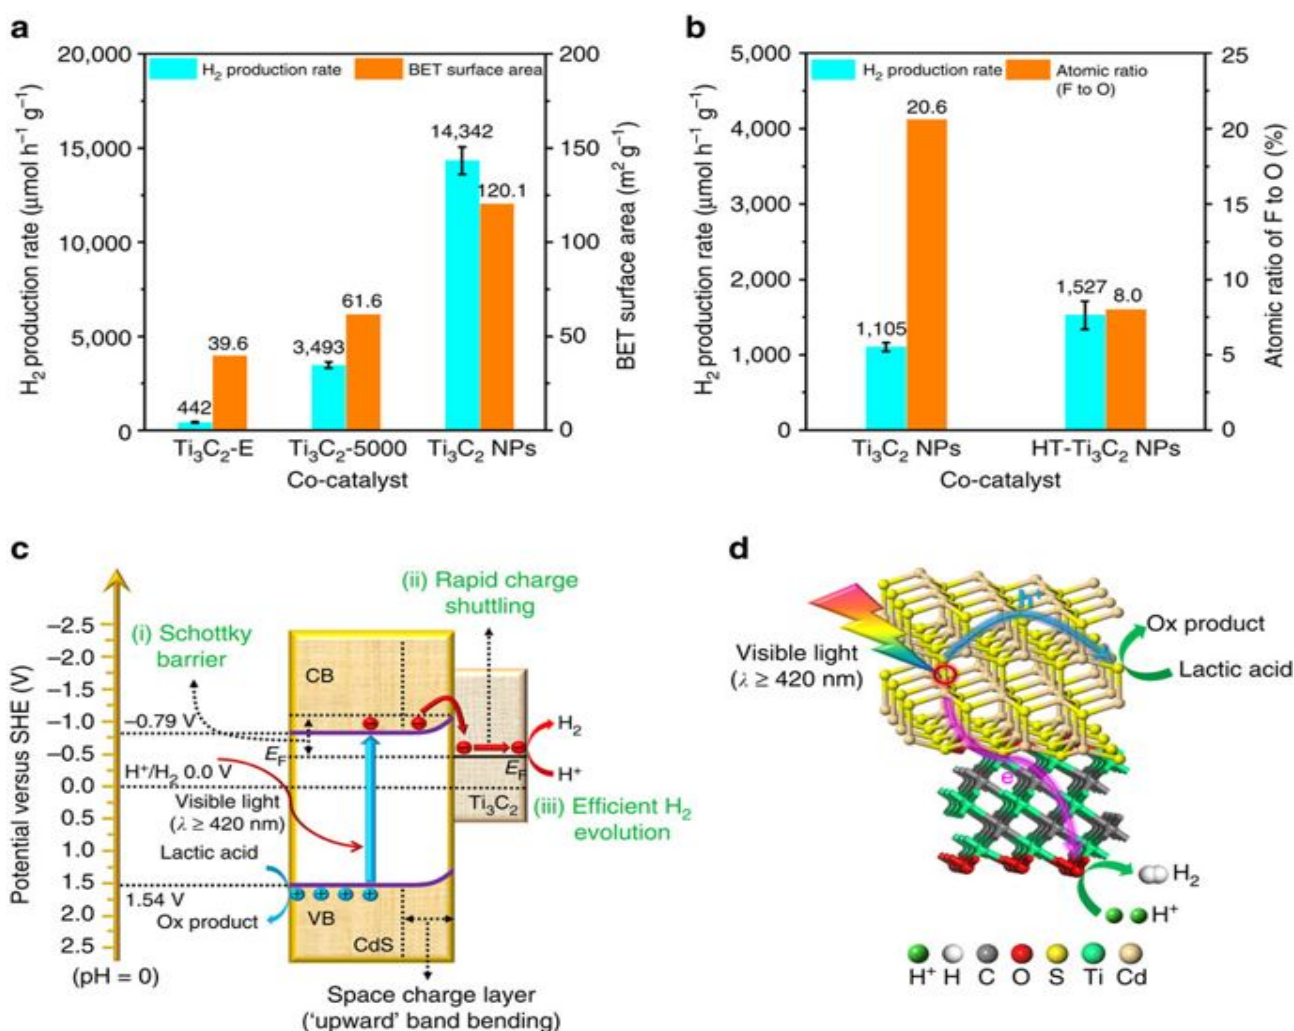 a
20,000
15,000
10,000
5,000
0
H₂ production rate (μmol h⁻¹ g⁻¹)
H₂ production rate
BET surface area
442
39.6
3,493
61.6
14,342
120.1
200
150
100
50
0
BET surface area (m² g⁻¹)
Ti₃C₂-E
Ti₃C₂-5000
Ti₃C₂ NPs
Co-catalyst
b
5,000
4,000
3,000
2,000
1,000
0
H₂ production rate (μmol h⁻¹ g⁻¹)
H₂ production rate
Atomic ratio
(F to O)
1,105
20.6
1,527
8.0
25
20
15
10
5
0
Atomic ratio of F to O (%)
Ti₃C₂ NPs
HT-Ti₃C₂ NPs
Co-catalyst
c
Potential versus SHE (V)
−2.5
−2.0
−1.5
−1.0
−0.5
0.0
0.5
1.0
1.5
2.0
2.5
(pH = 0)
(i) Schottky
barrier
(ii) Rapid charge
shuttling
CB
−0.79 V
E_F
H⁺/H₂ 0.0 V
Visible light
(λ ≥ 420 nm)
Lactic acid
1.54 V
Ox product
VB
CdS
E_F
Ti₃C₂
H₂
H⁺
(iii) Efficient H₂
evolution
Space charge layer
('upward' band bending)
d
Visible light
(λ ≥ 420 nm)
h⁺
Ox product
Lactic acid
e⁻
H₂
H⁺
H⁺ H C O S Ti Cd